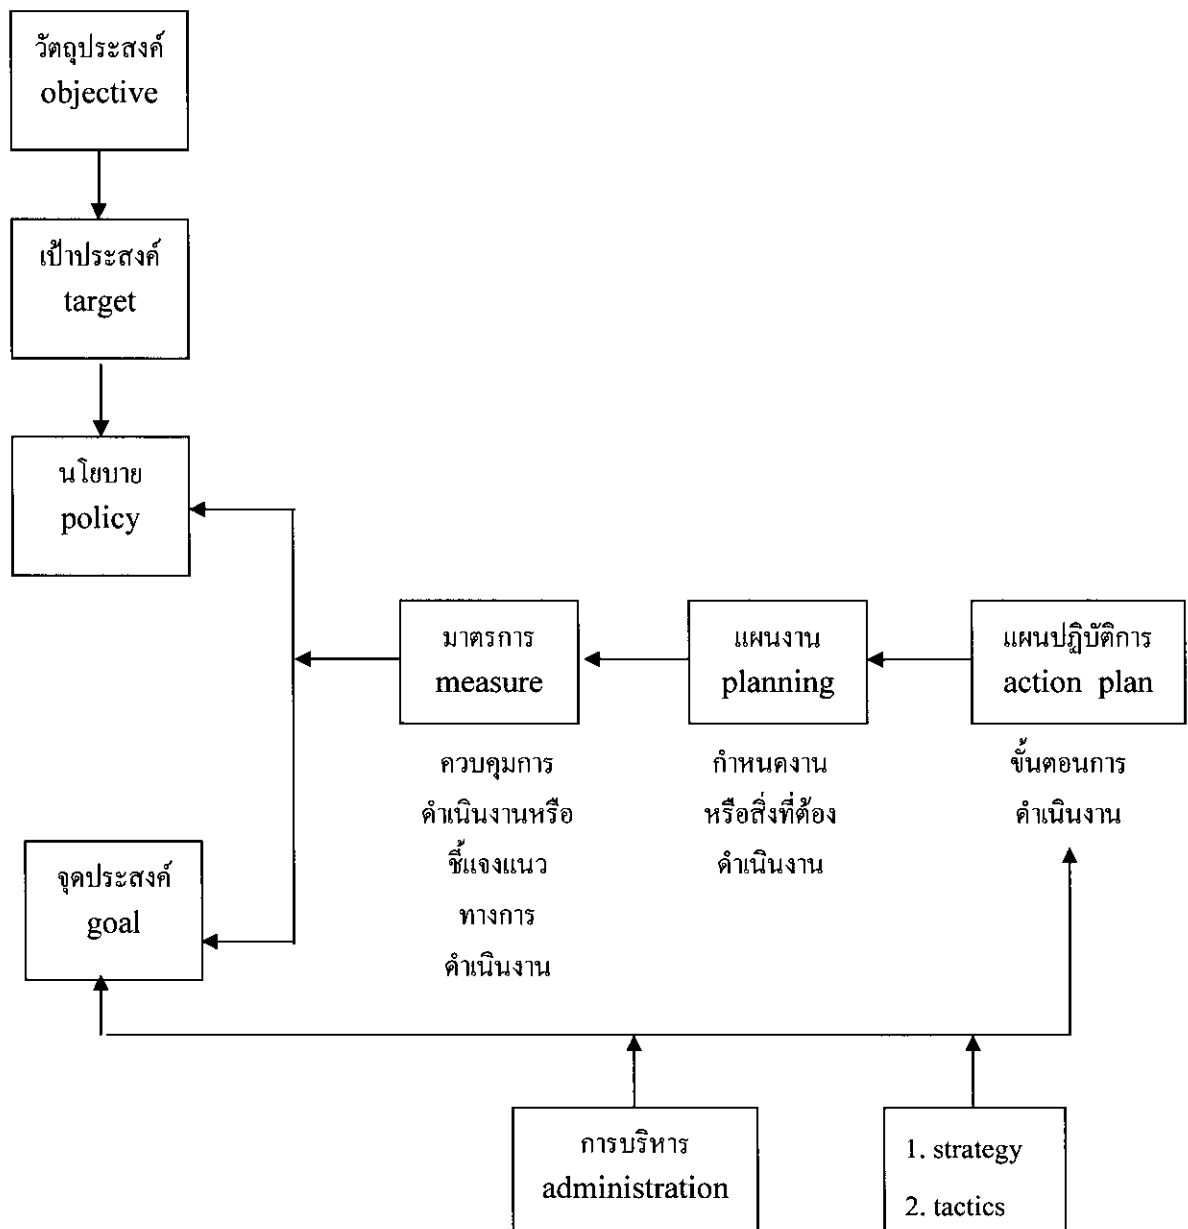 วัตถุประสงค์
objective
เป้าประสงค์
target
นโยบาย
policy
มาตรการ
measure
แผนงาน
planning
แผนปฏิบัติการ
action plan
ควบคุมการ
ดำเนินงานหรือ
ชี้แจงแนว
ทางการ
ดำเนินงาน
กำหนดงาน
หรือสิ่งที่ต้อง
ดำเนินงาน
ขั้นตอนการ
ดำเนินงาน
จุดประสงค์
goal
การบริหาร
administration
1. strategy
2. tactics